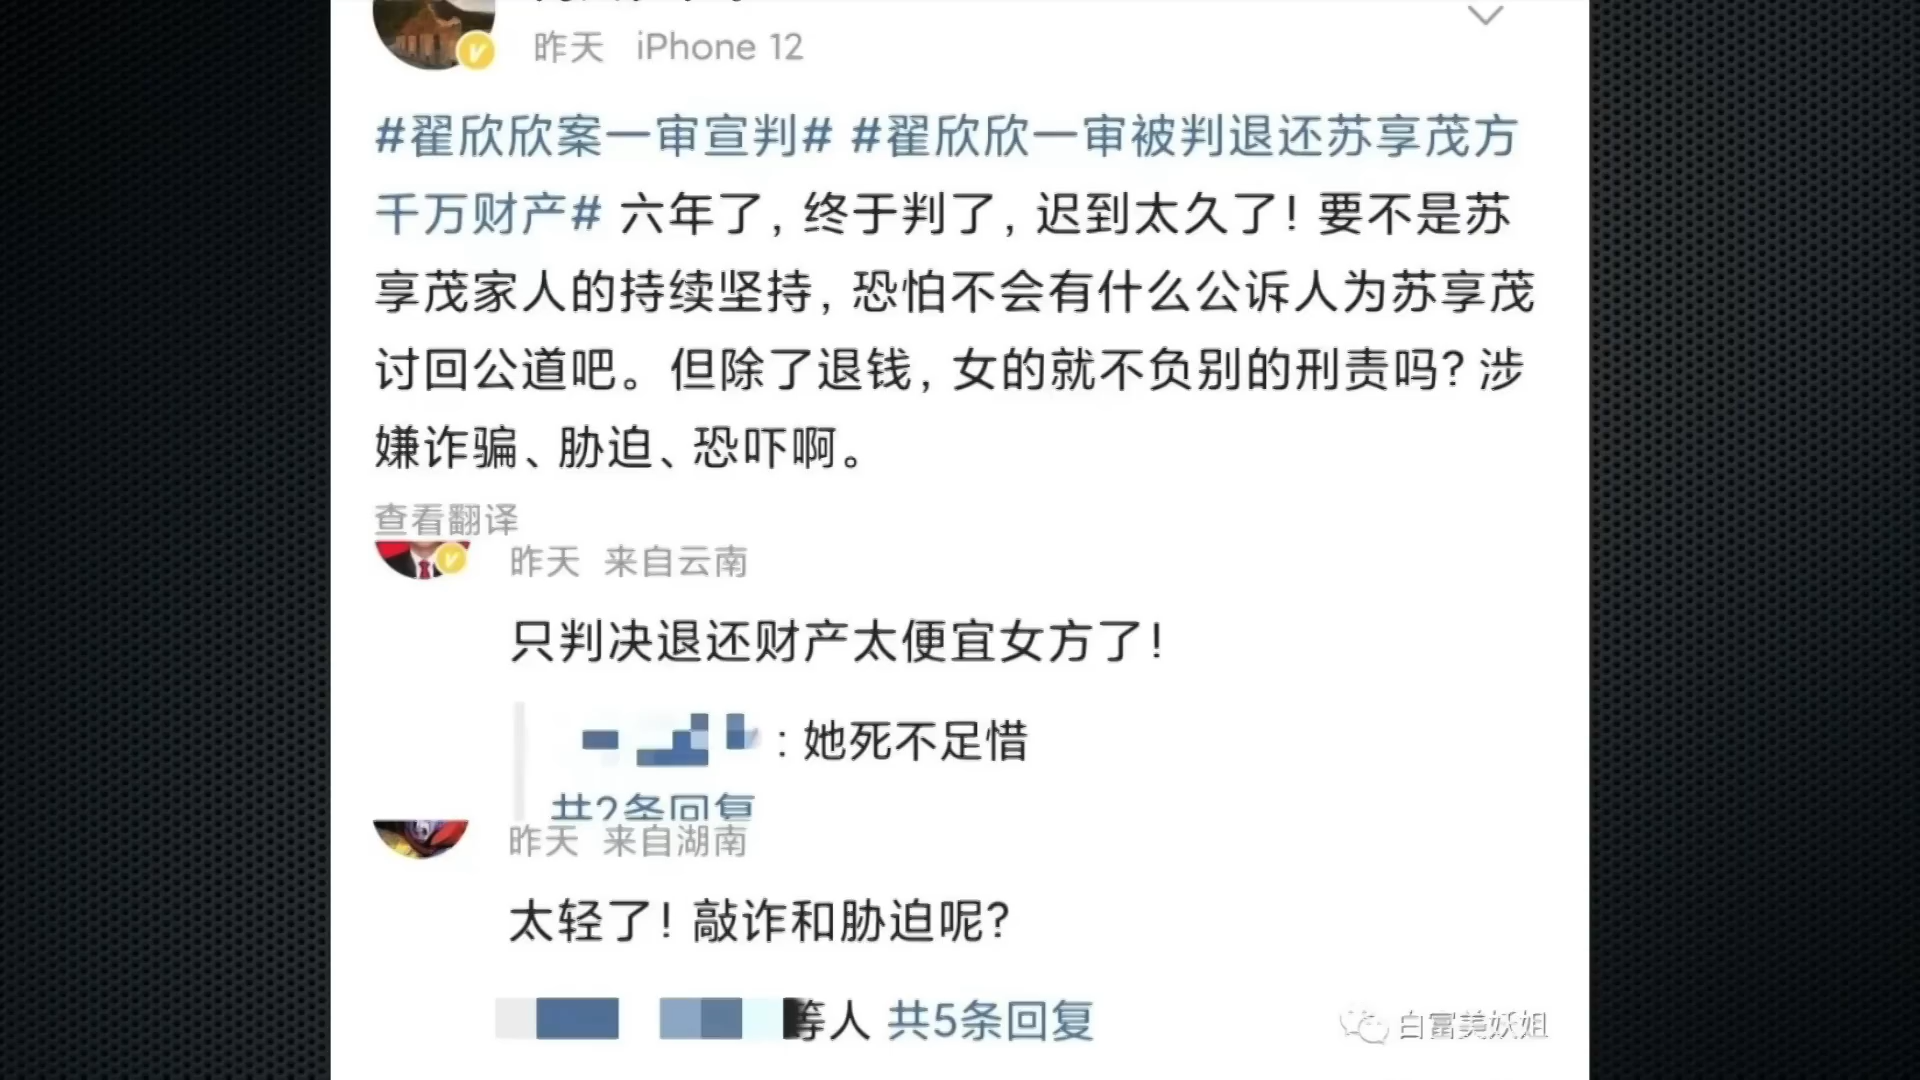 昨天 iPhone 12
#翟欣欣案一审宣判# #翟欣欣一审被判退还苏享茂方
千万财产# 六年了，终于判了，迟到太久了！要不是苏
享茂家人的持续坚持，恐怕不会有什么公诉人为苏享茂
讨回公道吧。但除了退钱，女的就不负别的刑责吗？涉
嫌诈骗、胁迫、恐吓啊。
查看翻译
昨天 来自云南
只判决退还财产太便宜女方了！
：她死不足惜
共2条回复
昨天 来自湖南
太轻了！敲诈和胁迫呢？
等人 共5条回复
白富美妖姐